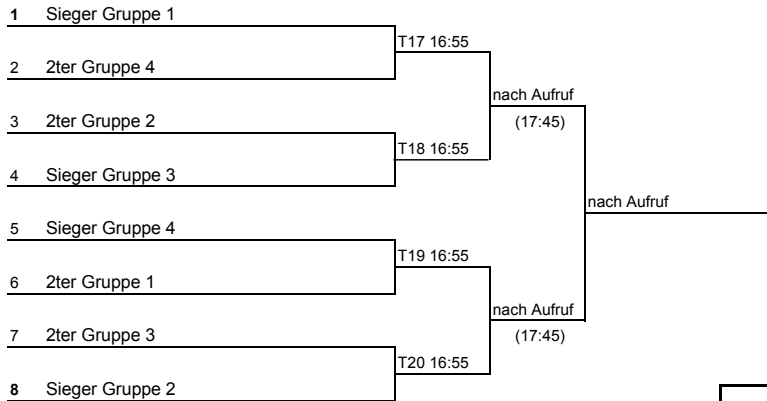 1 Sieger Gruppe 1
T17 16:55
2 2ter Gruppe 4
nach Aufruf
3 2ter Gruppe 2
(17:45)
T18 16:55
4 Sieger Gruppe 3
nach Aufruf
5 Sieger Gruppe 4
T19 16:55
6 2ter Gruppe 1
nach Aufruf
7 2ter Gruppe 3
(17:45)
T20 16:55
8 Sieger Gruppe 2